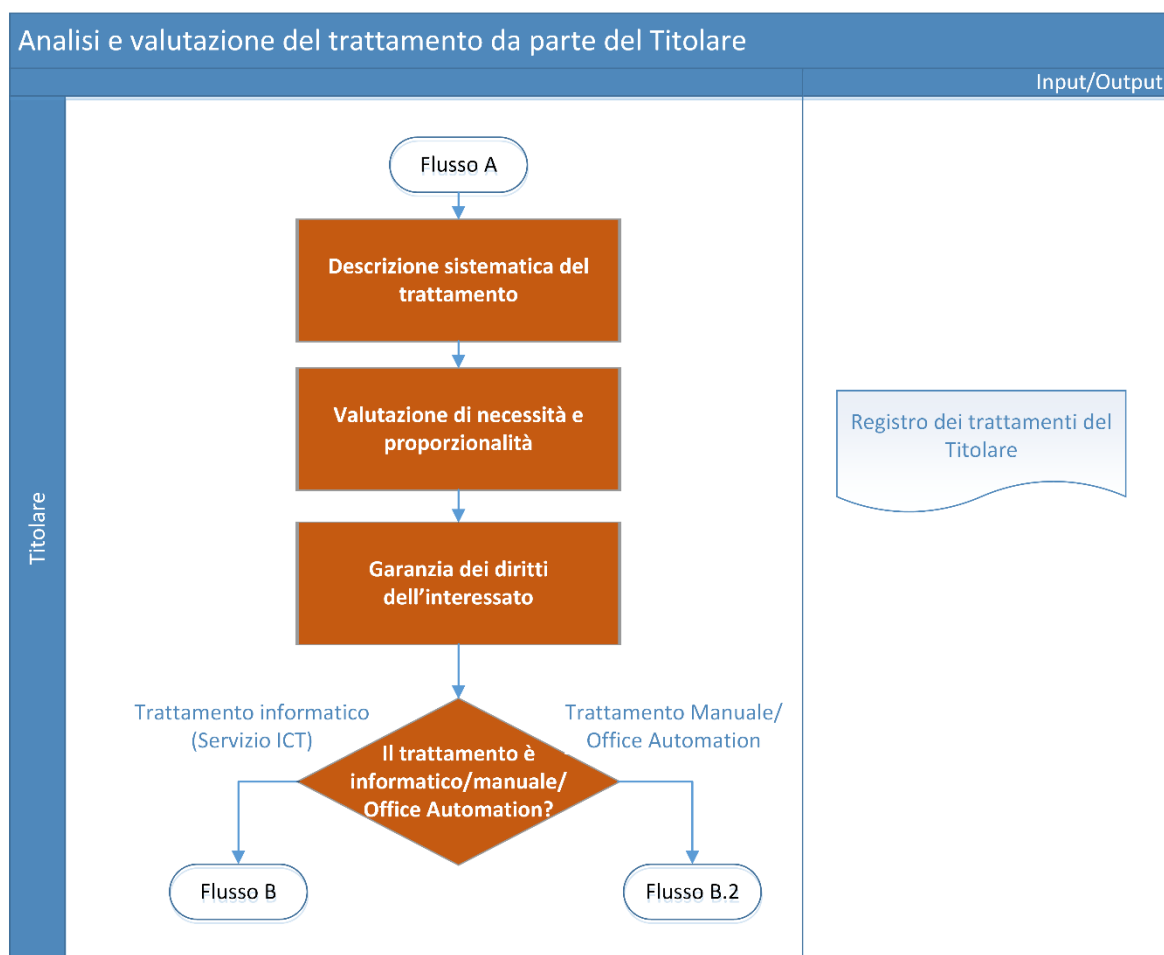 Analisi e valutazione del trattamento da parte del Titolare
Input/Output
Titolare
Flusso A
Descrizione sistematica del
trattamento
Valutazione di necessità e
proporzionalità
Registro dei trattamenti del
Titolare
Garanzia dei diritti
dell’interessato
Trattamento informatico
(Servizio ICT)
Trattamento Manuale/
Office Automation
Il trattamento è
informatico/manuale/
Office Automation?
Flusso B
Flusso B.2